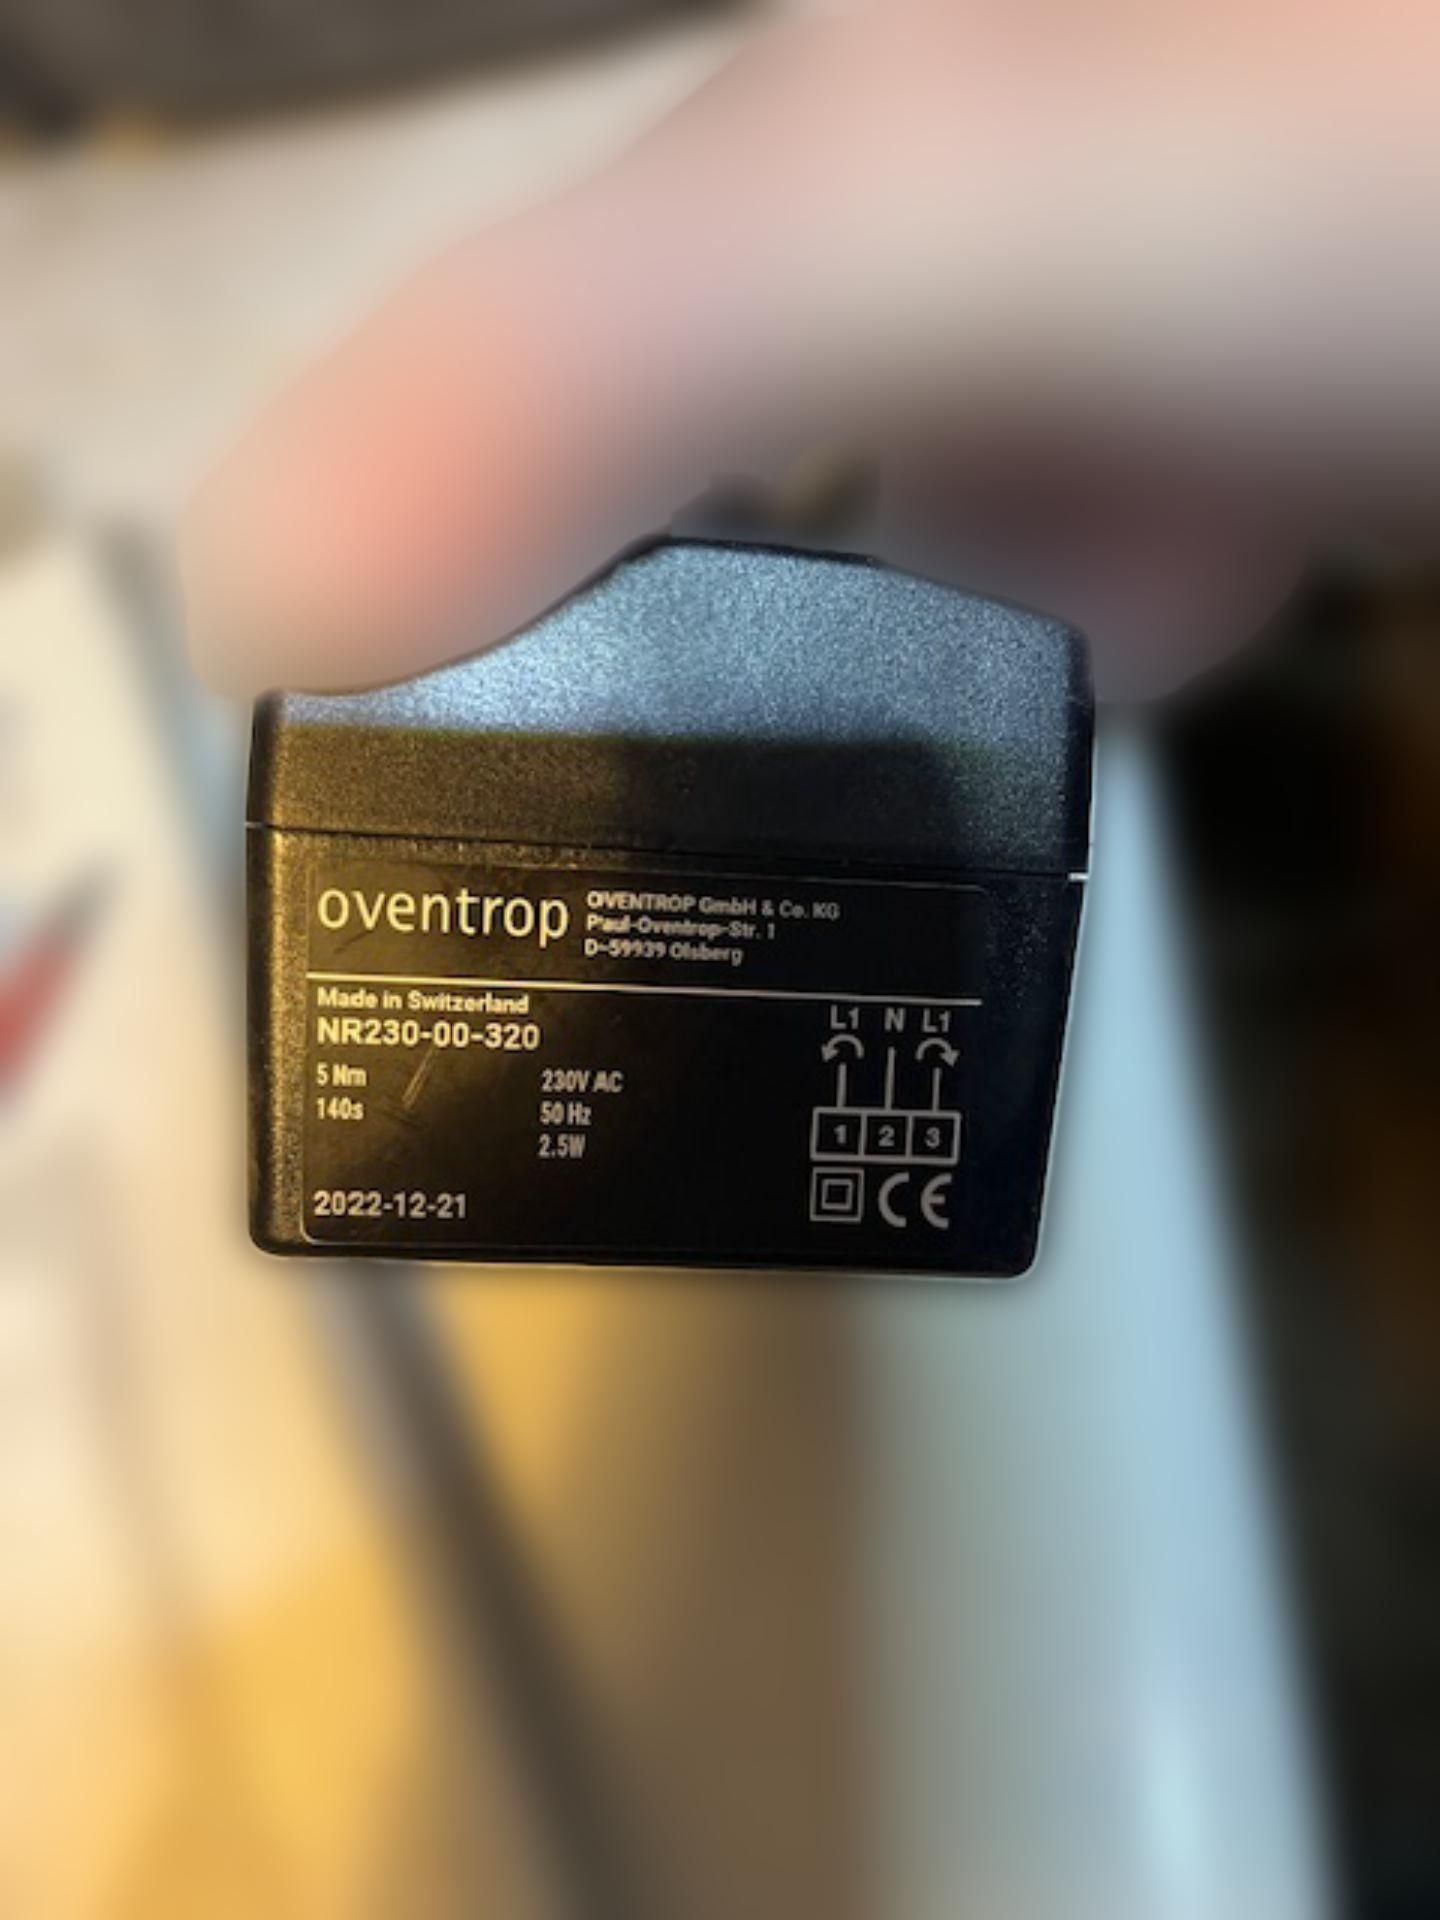 oventrop
OVENTROP GmbH & Co. KG
Paul-Oventrop-Str. 1
D-59939 Olsberg
Made in Switzerland
NR230-00-320
5 Nm
140s
230V AC
50 Hz
2.5W
2022-12-21
L1 N L1
1 2 3
CE